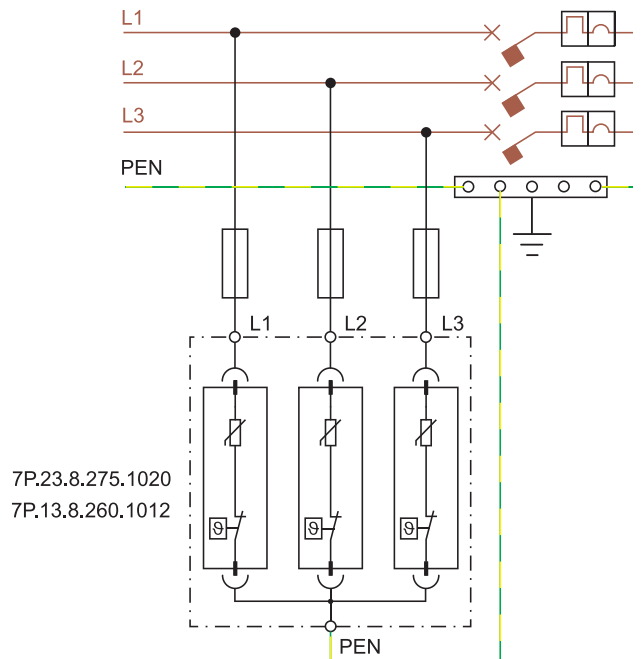 L1
L2
L3
PEN
L1 L2 L3
7P.23.8.275.1020
7P.13.8.260.1012
ϑ ϑ ϑ
PEN